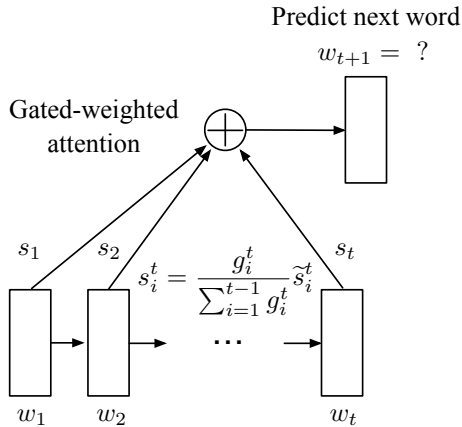 Predict next word
w_{t+1} = ?
Gated-weighted
attention
s_1 s_2 s_i^t = \frac{g_i^t}{\sum_{i=1}^{t-1} g_i^t} \widetilde{s}_i^t s_t
...
w_1 w_2 w_t